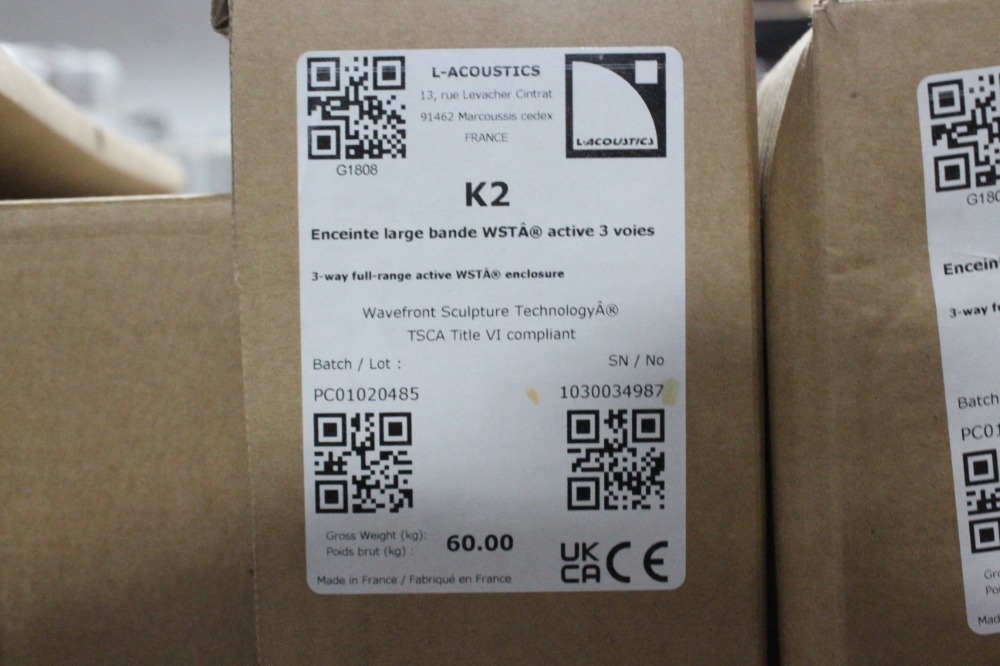 L-ACOUSTICS
13, rue Levacher Cintrat
91462 Marcoussis cedex
FRANCE
L-ACOUSTICS
G1808
K2
Enceinte large bande WSTÂ® active 3 voies
3-way full-range active WSTÂ® enclosure
Wavefront Sculpture TechnologyÂ®
TSCA Title VI compliant
Batch / Lot :
SN / No
PC01020485
1030034987
Gross Weight (kg):
Poids brut (kg) :
60.00
UK
CA CE
Made in France / Fabriqué en France
G180
Encein
3-way f
Batch
PC01
Gro
Po
Mad